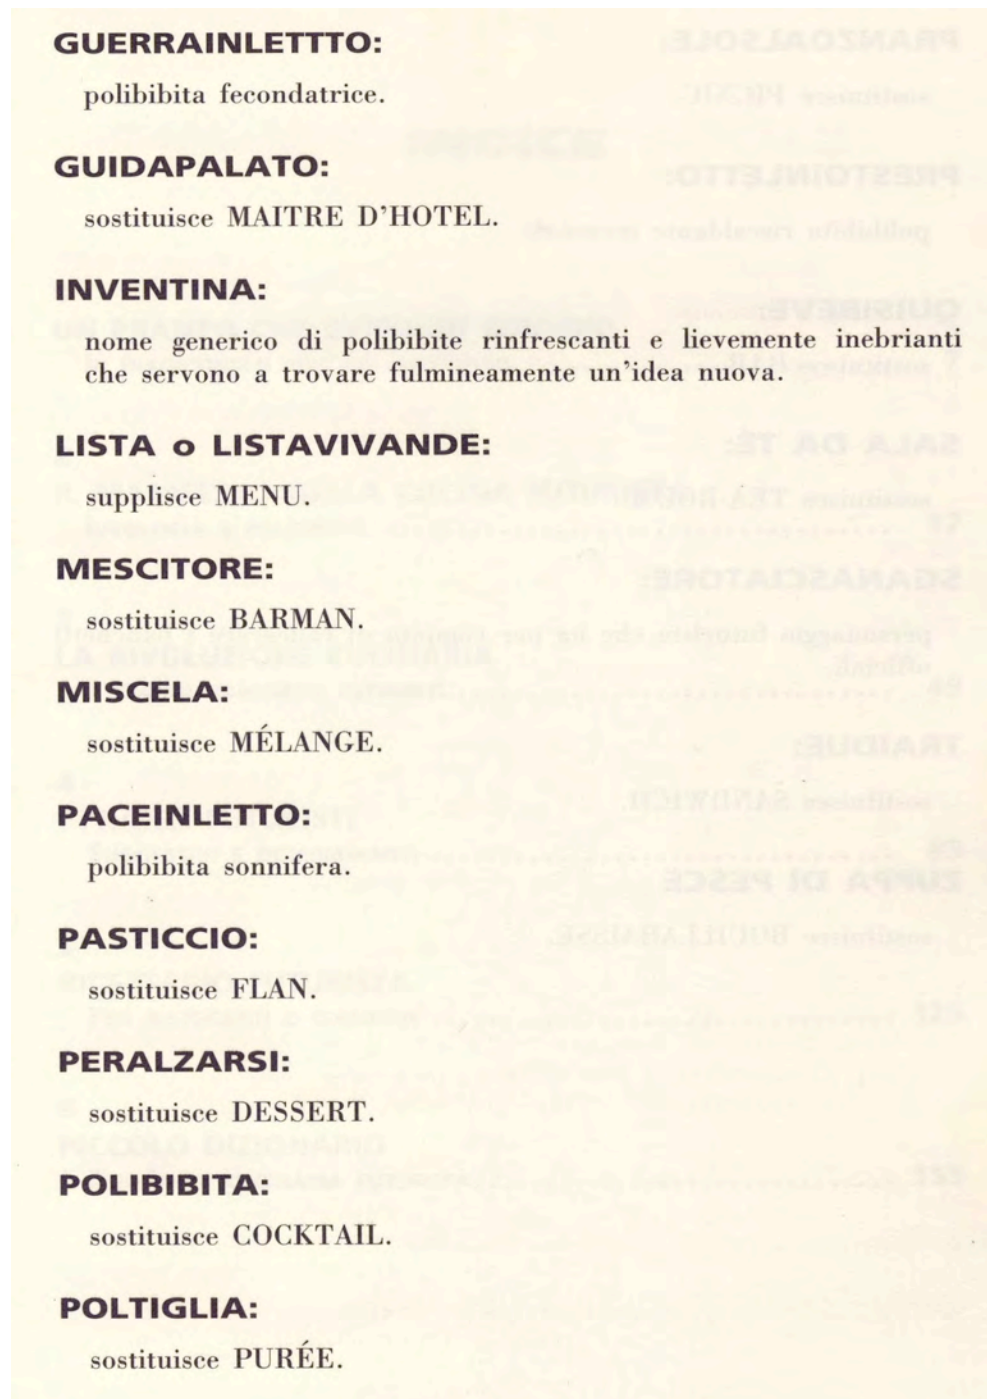 GUERRAINLETTTO:
polibibita fecondatrice.
GUIDAPALATO:
sostituisce MAITRE D'HOTEL.
INVENTINA:
nome generico di polibibite rinfrescanti e lievemente inebrianti
che servono a trovare fulmineamente un'idea nuova.
LISTA o LISTAVIVANDE:
supplisce MENU.
MESCITORE:
sostituisce BARMAN.
MISCELA:
sostituisce MÉLANGE.
PACEINLETTO:
polibibita sonnifera.
PASTICCIO:
sostituisce FLAN.
PERALZARSI:
sostituisce DESSERT.
POLIBIBITA:
sostituisce COCKTAIL.
POLTIGLIA:
sostituisce PURÉE.